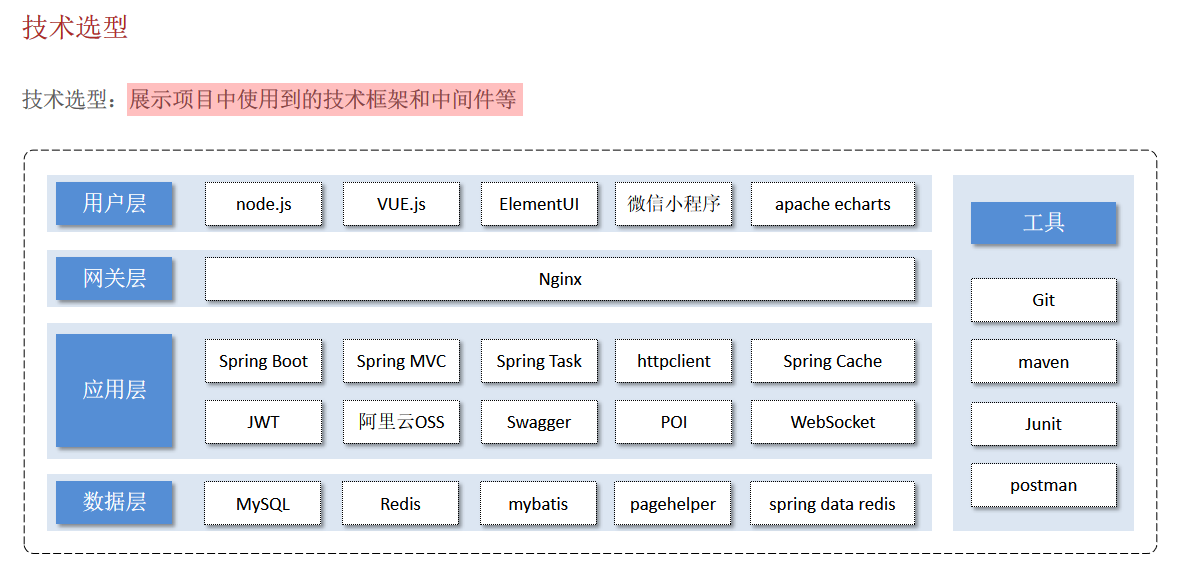 技术选型
技术选型：展示项目中使用到的技术框架和中间件等
用户层
node.js
VUE.js
ElementUI
微信小程序
apache echarts
网关层
Nginx
应用层
Spring Boot
Spring MVC
Spring Task
httpclient
Spring Cache
JWT
阿里云OSS
Swagger
POI
WebSocket
数据层
MySQL
Redis
mybatis
pagehelper
spring data redis
工具
Git
maven
Junit
postman